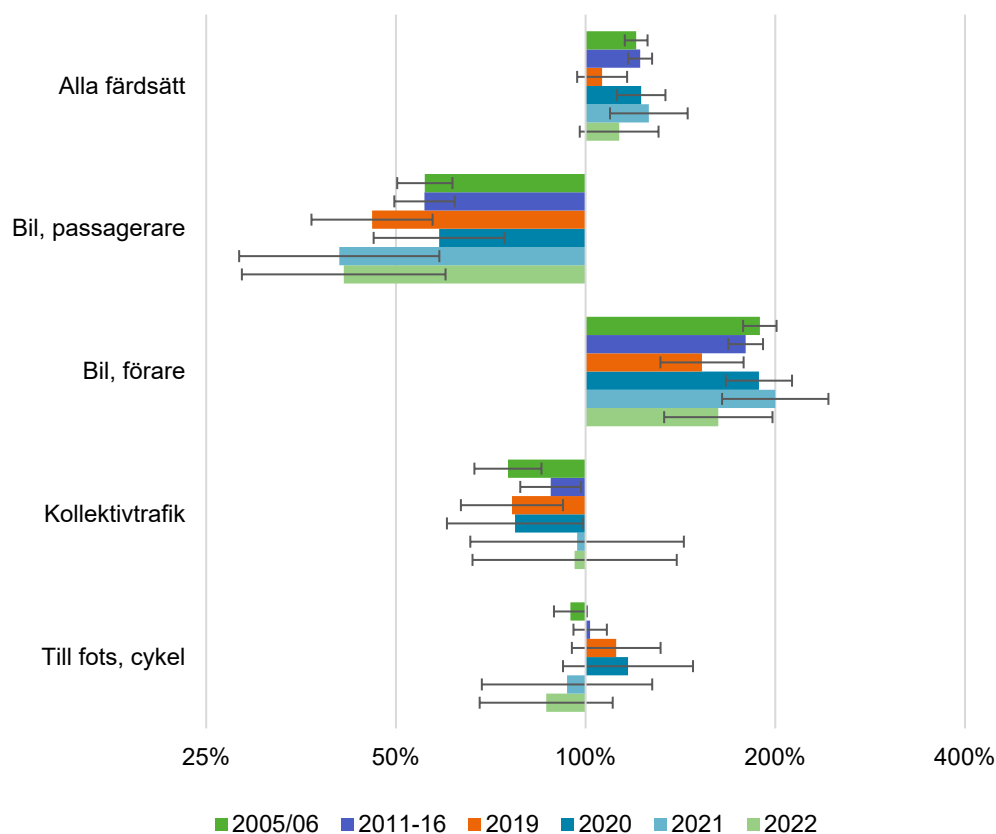 Alla färdsätt
Bil, passagerare
Bil, förare
Kollektivtrafik
Till fots, cykel
25% 50% 100% 200% 400%
2005/06 2011-16 2019 2020 2021 2022